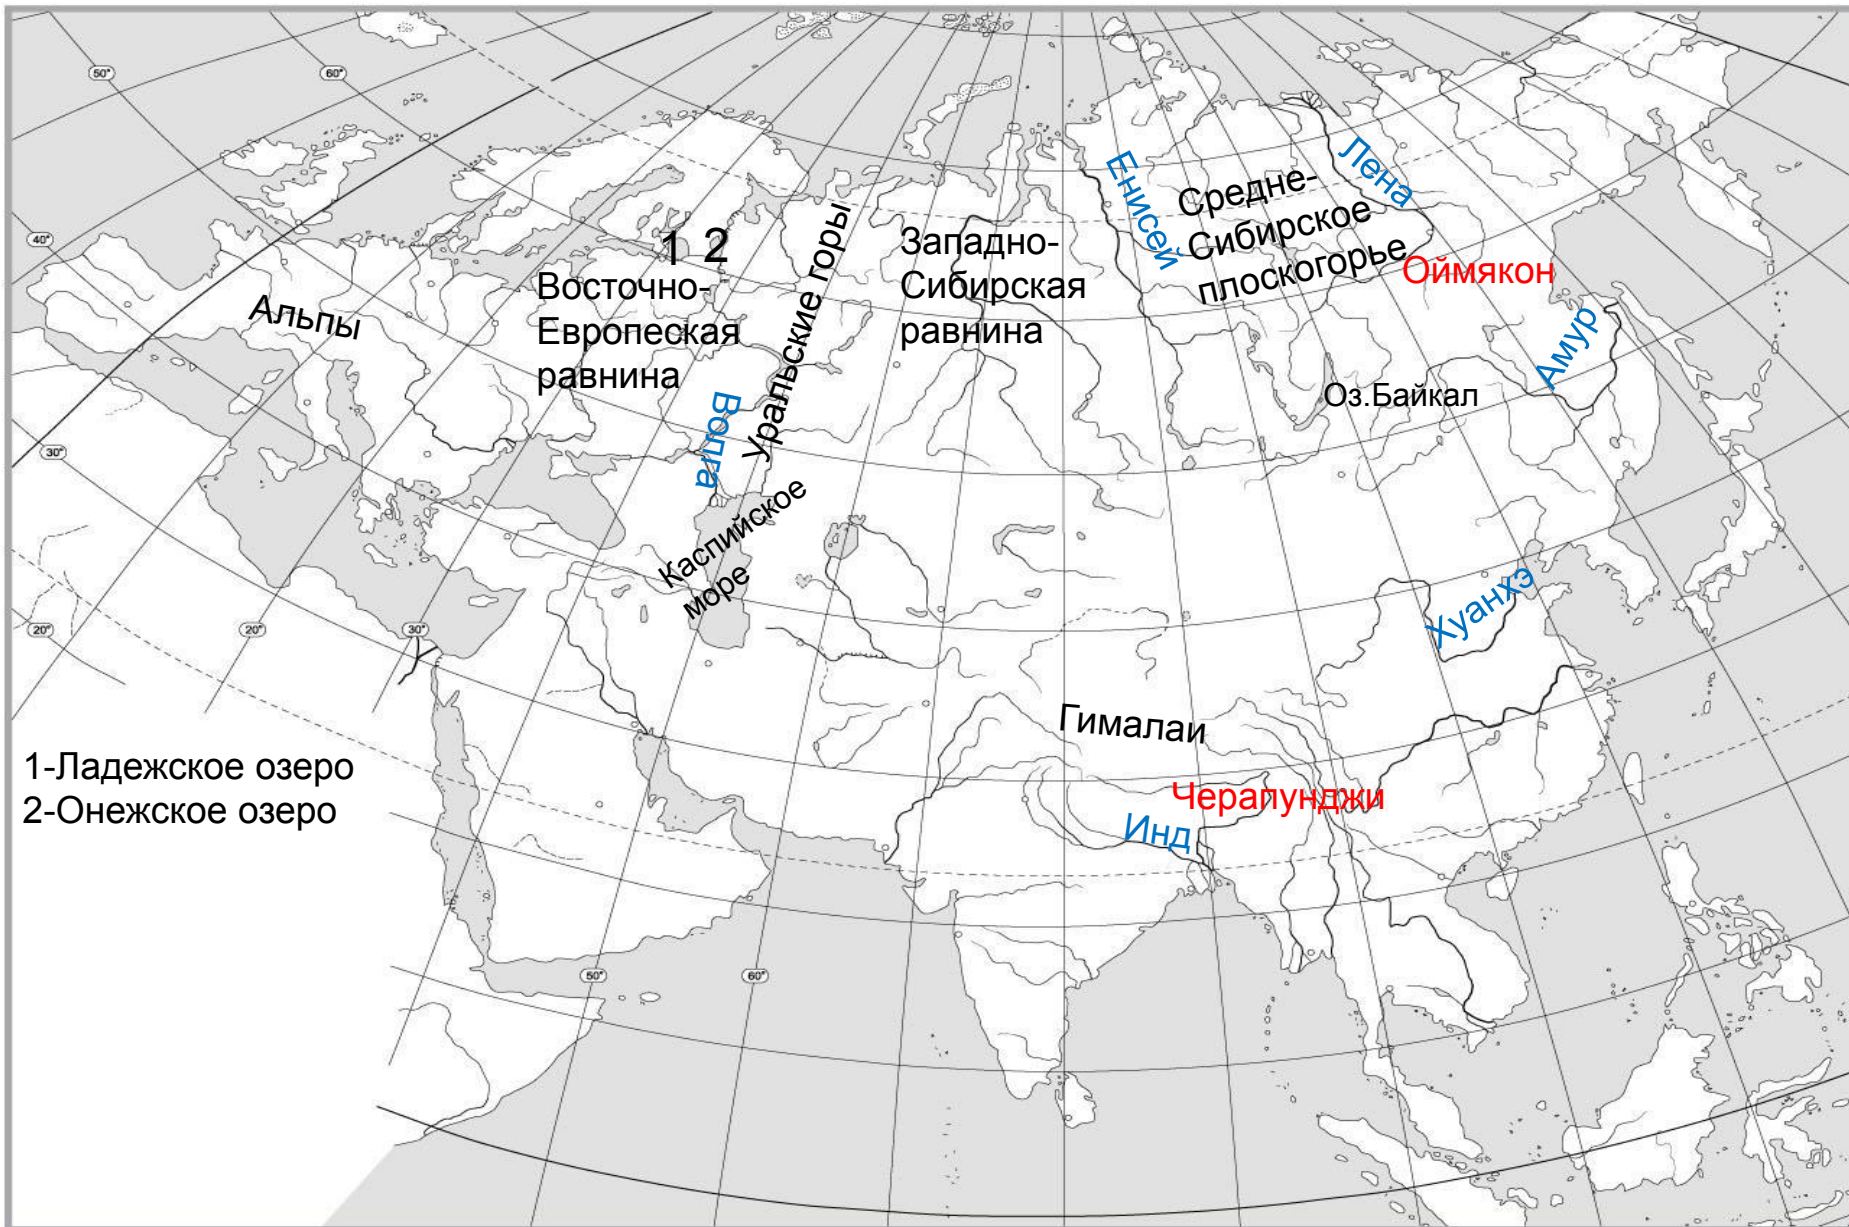 50°
60°
40°
30°
20°
20°
30°
50°
60°
Енисей
Лена
Средне-
Сибирское
плоскогорье
Оймякон
1 2
Западно-
Сибирская
равнина
Восточно-
Европеская
равнина
Уральские горы
Альпы
Амур
Оз.Байкал
Волга
Каспийское
море
Хуанхэ
Гималаи
1-Ладежское озеро
2-Онежское озеро
Черапунджи
Инд